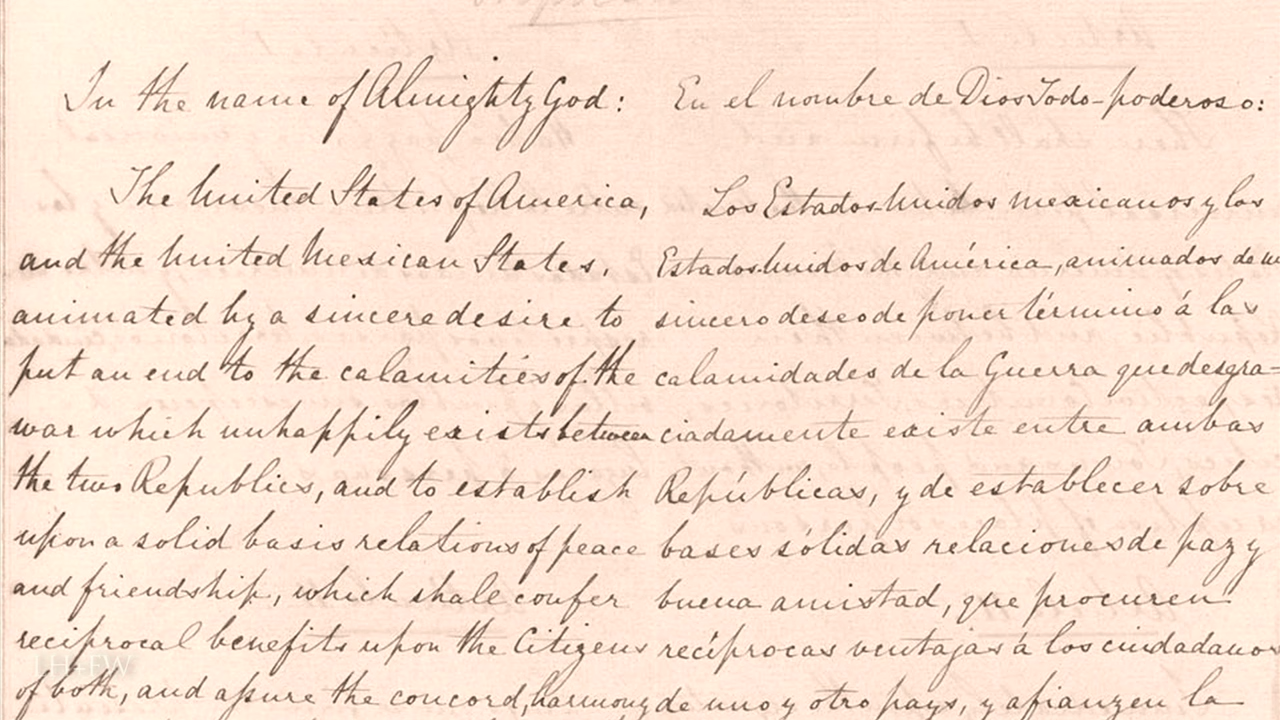 In the name of Almighty God:
The United States of America,
and the United Mexican States,
animated by a sincere desire to
put an end to the calamities of the
war which unhappily exists between
the two Republics, and to establish
upon a solid basis relations of peace
and friendship, which shall confer
reciprocal benefits upon the Citizens
of both, and assure the concord, harmony
En el nombre de Dios Todo-poderoso:
Los Estados-Unidos mexicanos y los
Estados-Unidos de América, animados de un
sincero deseo de poner término á las
calamidades de la Guerra que desgra-
ciadamente existe entre ambas
Repúblicas, y de establecer sobre
bases sólidas relaciones de paz y
buena amistad, que procuren
recíprocas ventajas á los ciudadanos
de uno y otro pays, y afianzen la